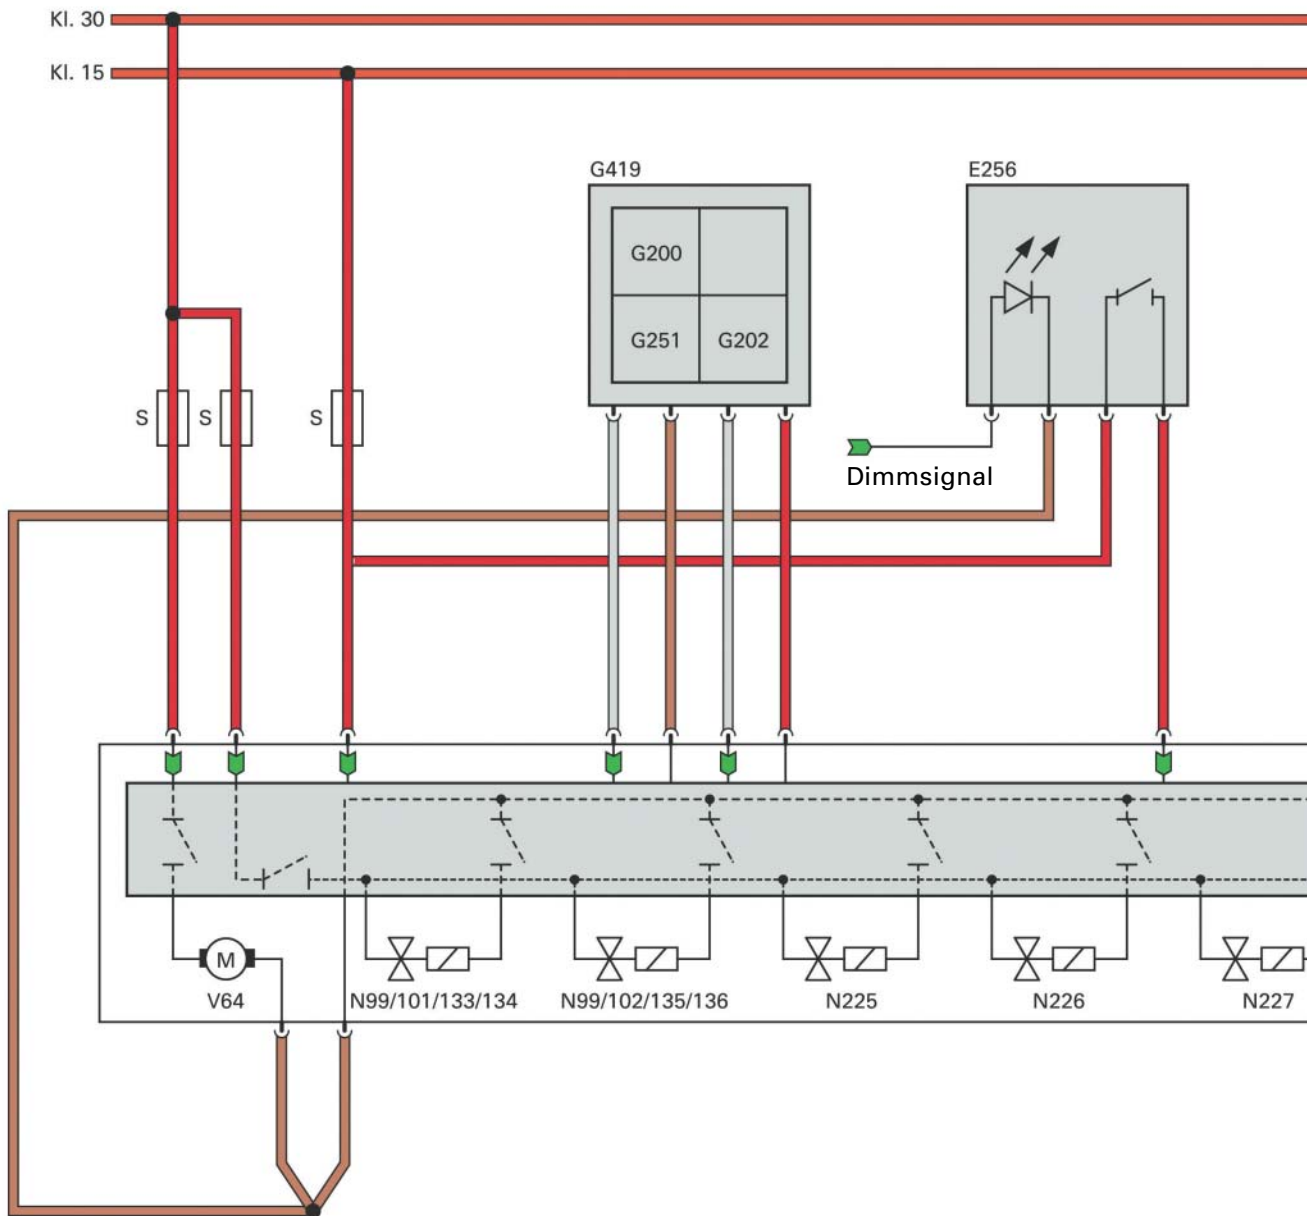 Kl. 30
Kl. 15
G419
E256
G200
G251
G202
S
S
S
Dimmsignal
M
V64
N99/101/133/134
N99/102/135/136
N225
N226
N227